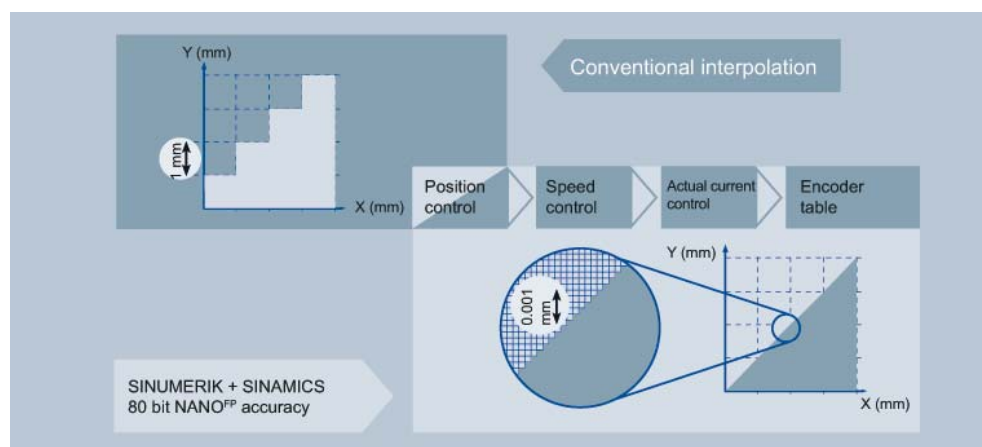 Y (mm)
Conventional interpolation
1 mm
X (mm)
Position
control
Speed
control
Actual current
control
Encoder
table
Y (mm)
0.001
mm
SINUMERIK + SINAMICS
80 bit NANOFP accuracy
X (mm)